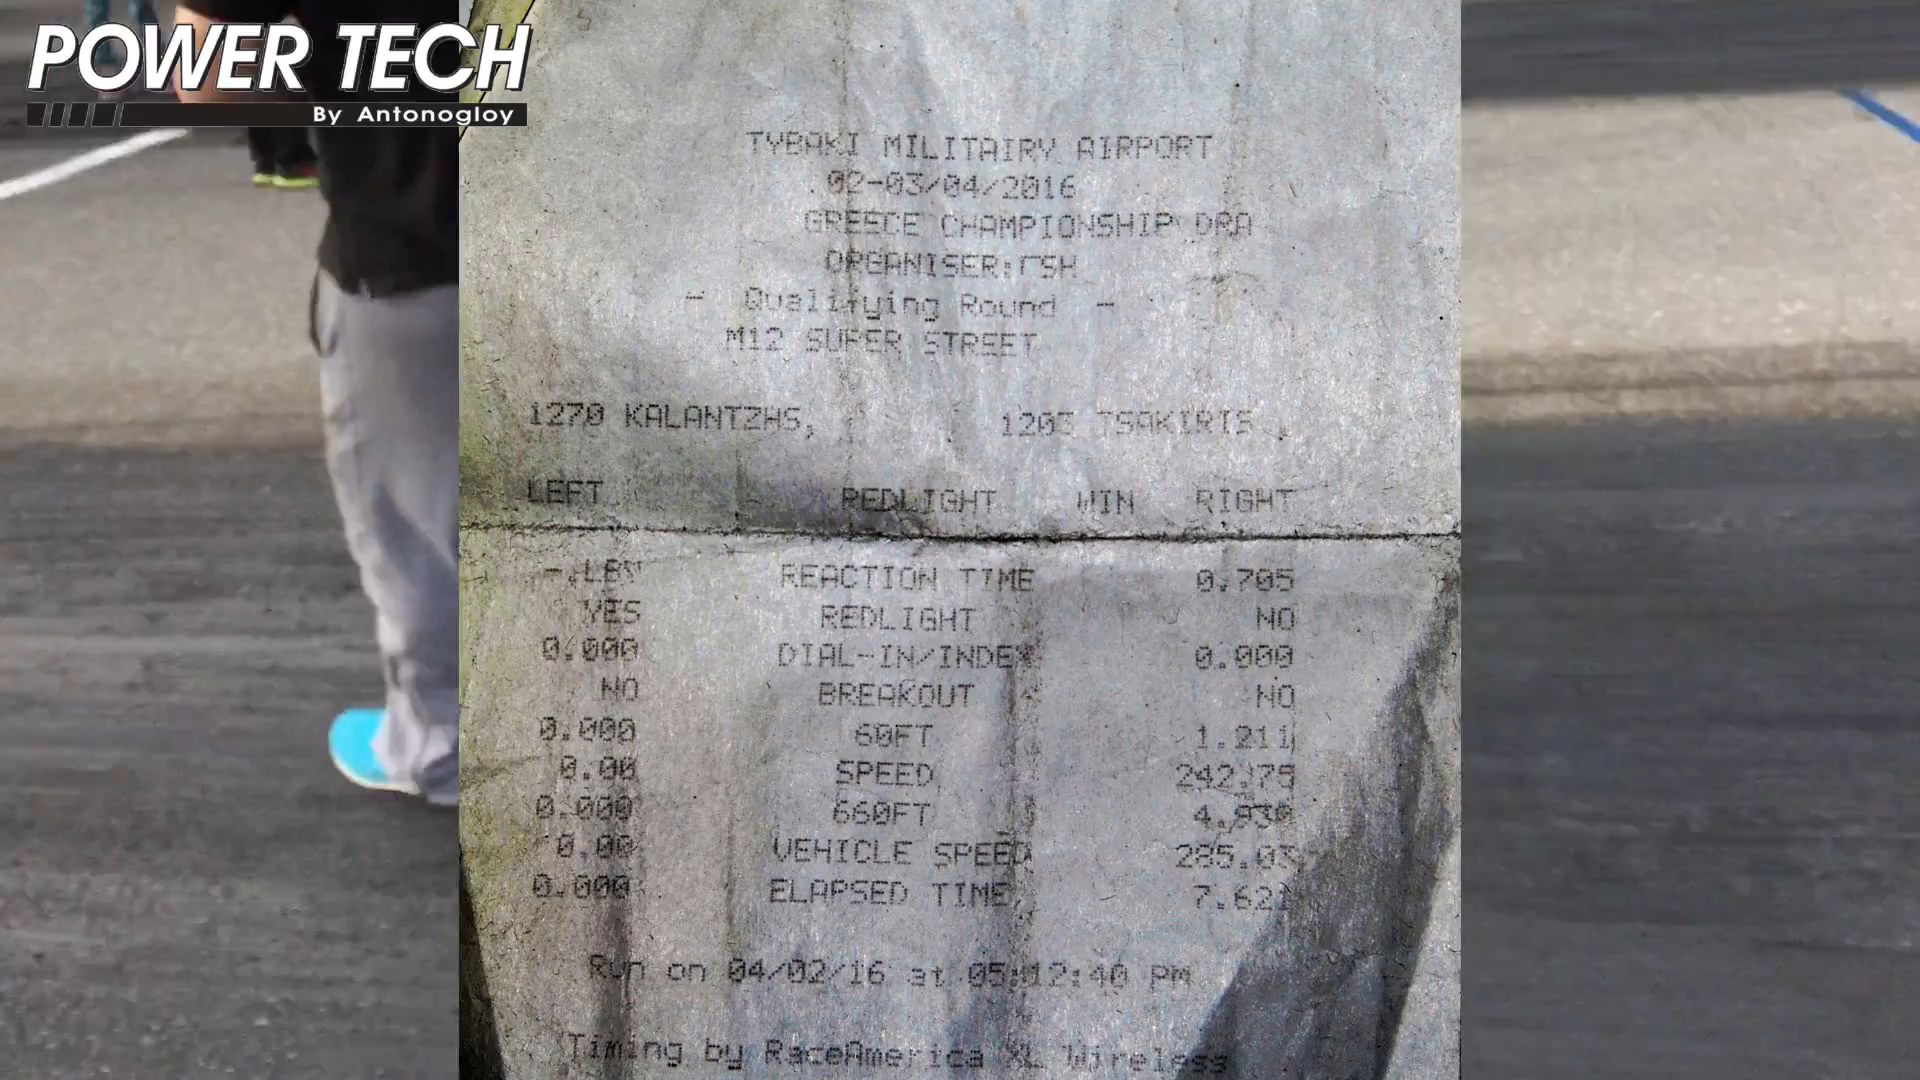 POWER TECH
By Antonogloy
TYBAKI MILITAIRY AIRPORT
02-03/04/2016
GREECE CHAMPIONSHIP DRA
ORGANISER:ΓSH
- Qualifying Round -
M12 SUPER STREET
1270 KALANTZHS, 1203 TSAKIRIS ,
LEFT REDLIGHT WIN RIGHT
REACTION TIME 0.705
YES REDLIGHT NO
0.000 DIAL-IN/INDEX 0.000
NO BREAKOUT NO
0.000 60FT 1.211
0.00 SPEED 242.75
0.000 660FT 4.930
0.00 VEHICLE SPEED 285.03
0.000 ELAPSED TIME 7.621
Run on 04/02/16 at 05:12:40 PM
Timing by RaceAmerica XL Wireless